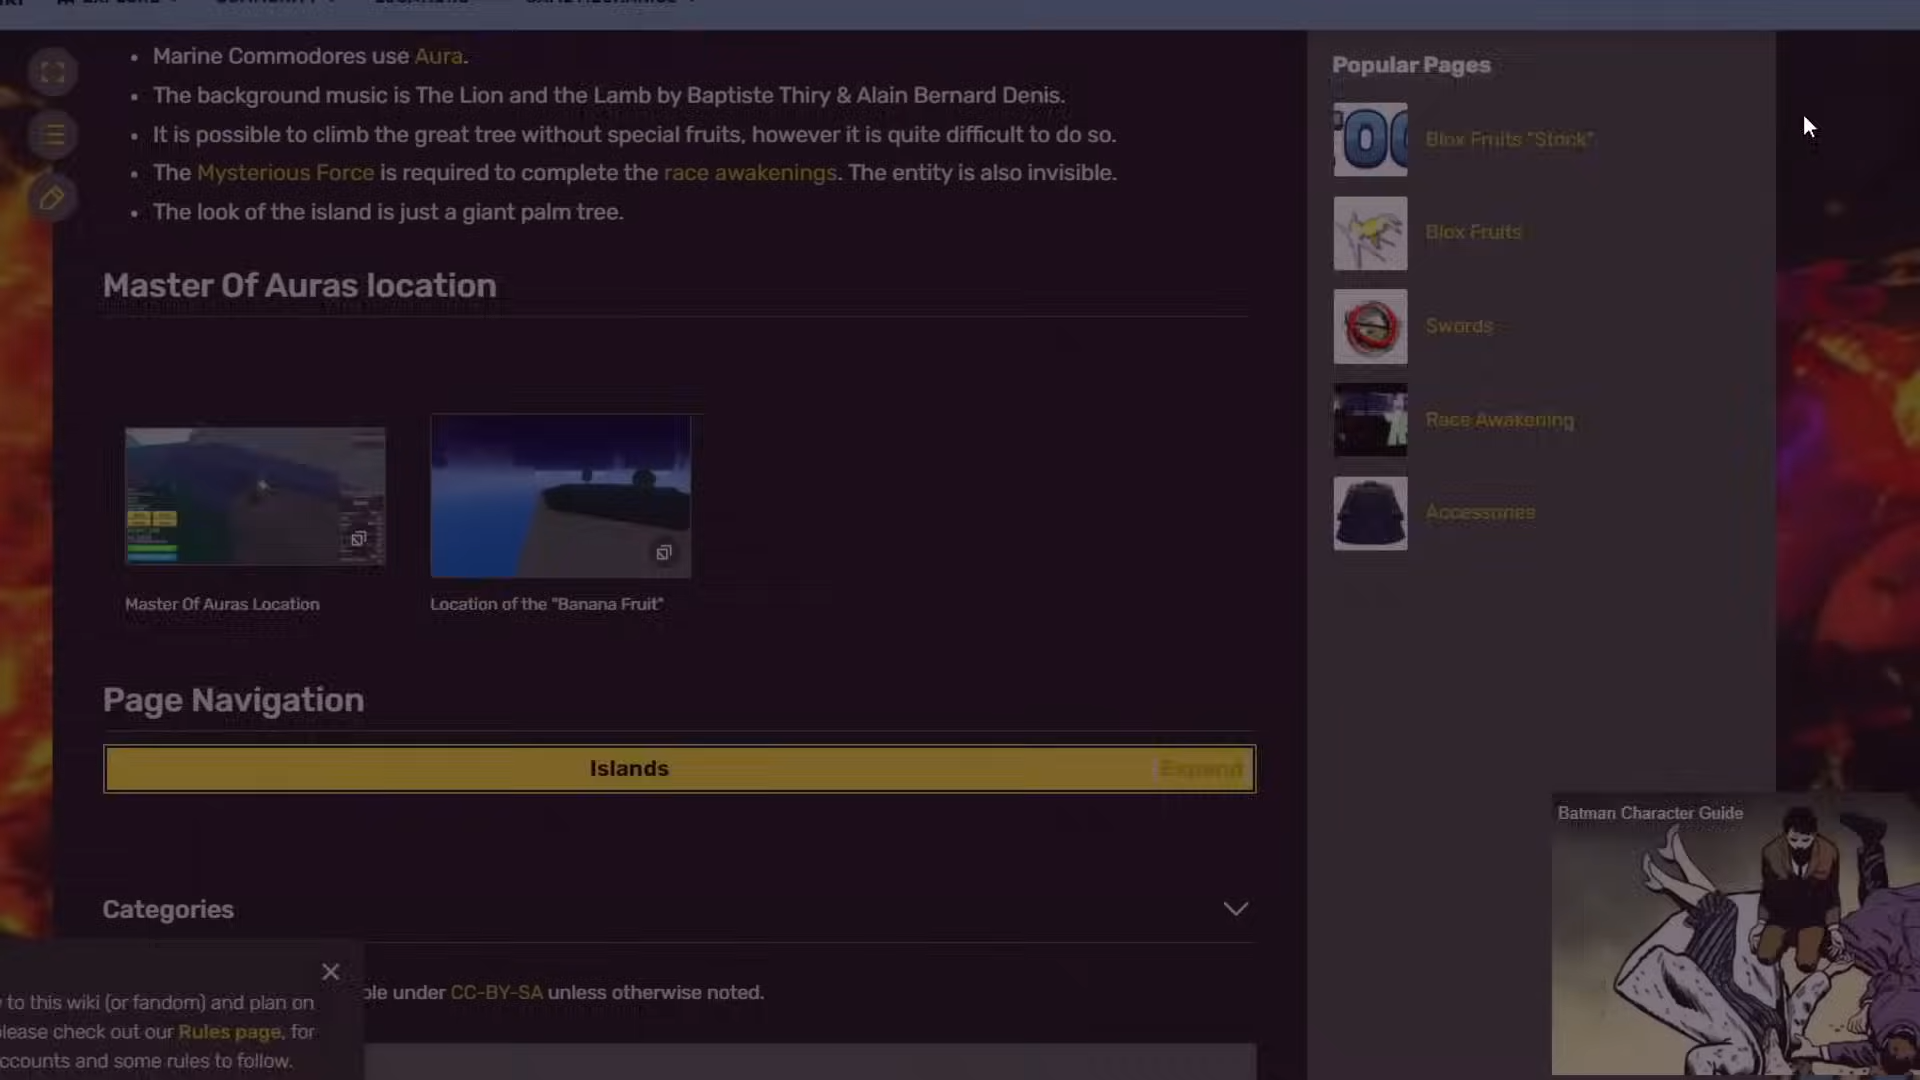 Marine Commodores use Aura.
The background music is The Lion and the Lamb by Baptiste Thiry & Alain Bernard Denis.
It is possible to climb the great tree without special fruits, however it is quite difficult to do so.
The Mysterious Force is required to complete the race awakenings. The entity is also invisible.
The look of the island is just a giant palm tree.
Master Of Auras location
Master Of Auras Location
Location of the "Banana Fruit"
Page Navigation
Islands
Expand
Categories
under CC-BY-SA unless otherwise noted.
to this wiki (or fandom) and plan on
please check out our Rules page, for
accounts and some rules to follow.
Popular Pages
Blox Fruits "Stock"
Blox Fruits
Swords
Race Awakening
Accessories
Batman Character Guide